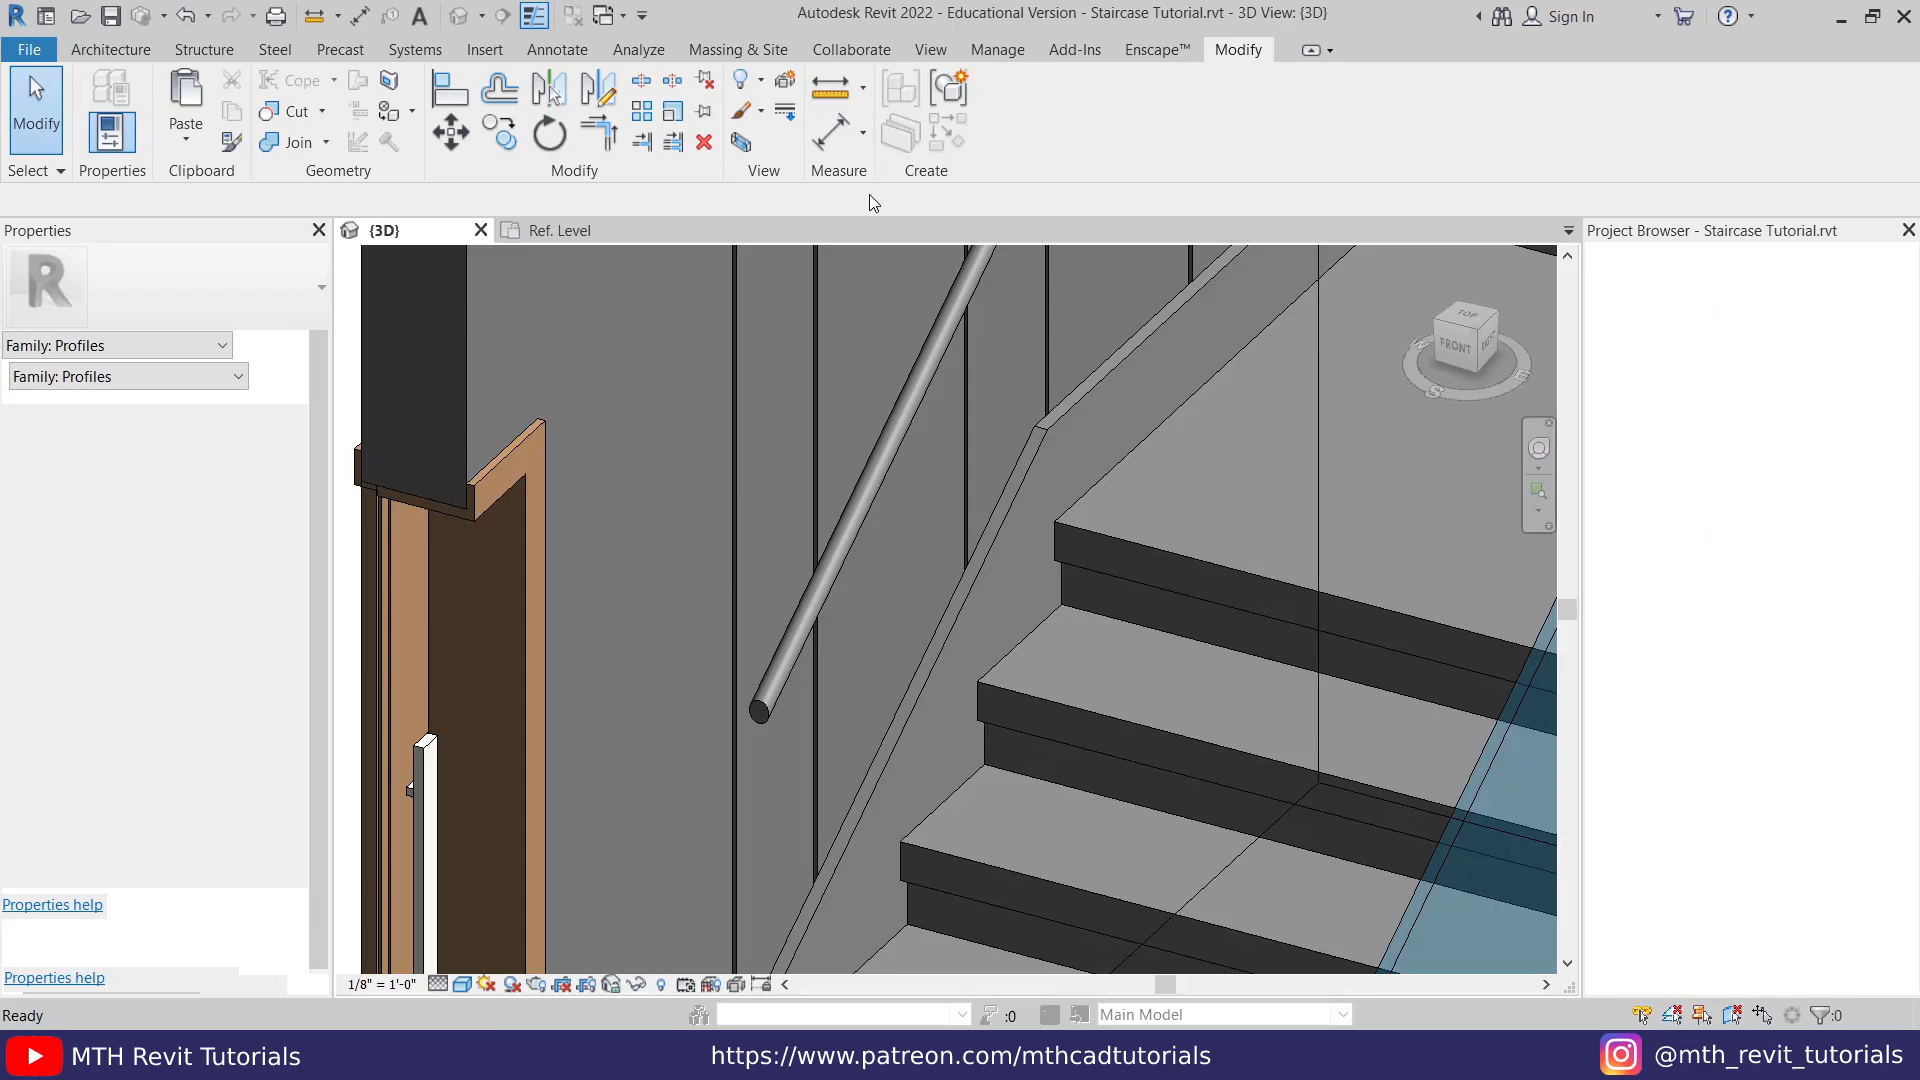 Autodesk Revit 2022 - Educational Version - Staircase Tutorial.rvt - 3D View: {3D}
Sign In
File Architecture Structure Steel Precast Systems Insert Annotate Analyze Massing & Site Collaborate View Manage Add-Ins Enscape™ Modify
Modify
Paste
Cope
Cut
Join
Select Properties Clipboard Geometry Modify View Measure Create
Properties
{3D}
Ref. Level
Project Browser - Staircase Tutorial.rvt
R
Family: Profiles
Family: Profiles
TOP
FRONT
W
S
E
Properties help
Properties help
1/8" = 1'-0"
Ready
:0
Main Model
:0
MTH Revit Tutorials
https://www.patreon.com/mthcadtutorials
@mth_revit_tutorials